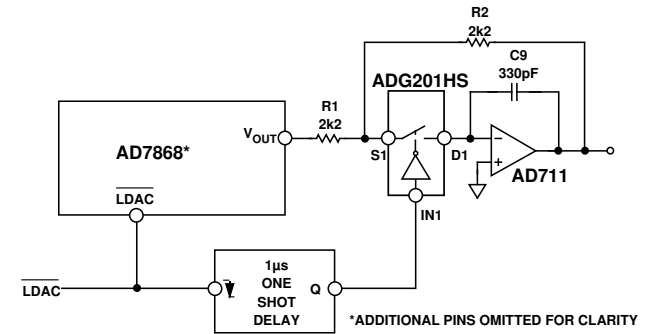 R2
2k2
C9
330pF
ADG201HS
R1
2k2
VOUT
AD7868*
S1
D1
−
+
AD711
LDAC
IN1
1µs
ONE
SHOT
DELAY
Q
LDAC
*ADDITIONAL PINS OMITTED FOR CLARITY